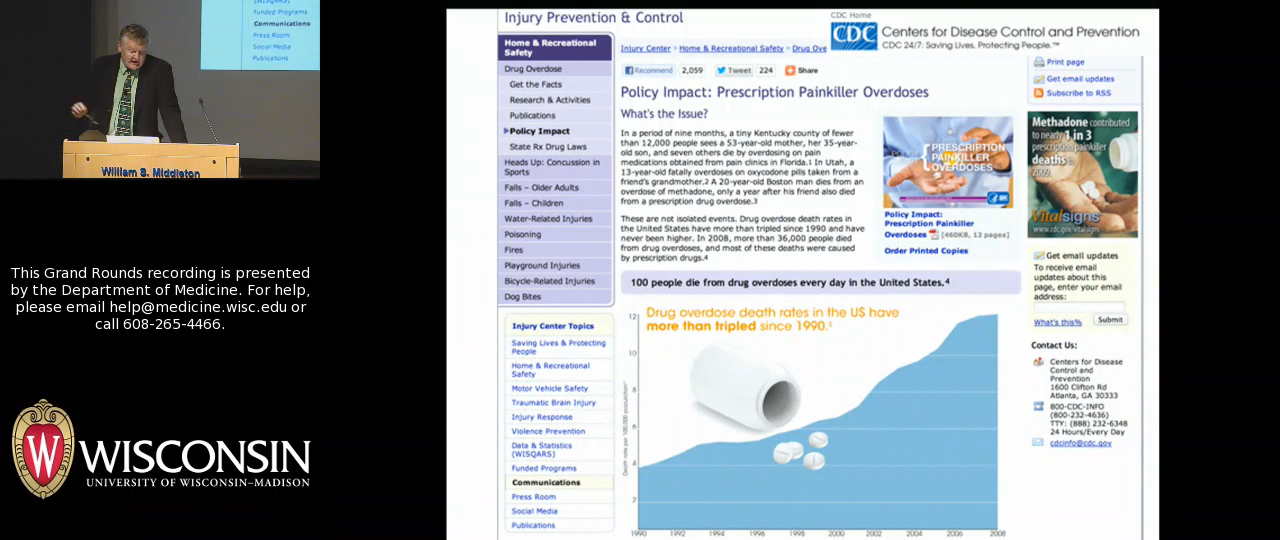 (WISQARS)
Funded Programs
Communications
Press Room
Social Media
Publications
William S. Middleton
This Grand Rounds recording is presented
by the Department of Medicine. For help,
please email help@medicine.wisc.edu or
call 608-265-4466.
W
WISCONSIN
UNIVERSITY OF WISCONSIN–MADISON
Injury Prevention & Control
CDC Home
CDC
Centers for Disease Control and Prevention
CDC 24/7: Saving Lives. Protecting People.™
Home & Recreational
Safety
Drug Overdose
Get the Facts
Research & Activities
Publications
Policy Impact
State Rx Drug Laws
Heads Up: Concussion in
Sports
Falls – Older Adults
Falls – Children
Water-Related Injuries
Poisoning
Fires
Playground Injuries
Bicycle-Related Injuries
Dog Bites
Injury Center Topics
Saving Lives & Protecting
People
Home & Recreational
Safety
Motor Vehicle Safety
Traumatic Brain Injury
Injury Response
Violence Prevention
Data & Statistics
(WISQARS)
Funded Programs
Communications
Press Room
Social Media
Publications
Injury Center > Home & Recreational Safety > Drug Ove
Recommend 2,059 Tweet 224 Share
Policy Impact: Prescription Painkiller Overdoses
What's the Issue?
In a period of nine months, a tiny Kentucky county of fewer
than 12,000 people sees a 53-year-old mother, her 35-year-
old son, and seven others die by overdosing on pain
medications obtained from pain clinics in Florida.1 In Utah, a
13-year-old fatally overdoses on oxycodone pills taken from a
friend's grandmother.2 A 20-year-old Boston man dies from an
overdose of methadone, only a year after his friend also died
from a prescription drug overdose.3
These are not isolated events. Drug overdose death rates in
the United States have more than tripled since 1990 and have
never been higher. In 2008, more than 36,000 people died
from drug overdoses, and most of these deaths were caused
by prescription drugs.4
PRESCRIPTION
PAINKILLER
OVERDOSES
Policy Impact:
Prescription Painkiller
Overdoses [460KB, 12 pages]
Order Printed Copies
100 people die from drug overdoses every day in the United States.4
Drug overdose death rates in the US have
more than tripled since 1990.
Death rate per 100,000 population
12
10
8
6
4
2
1990 1992 1994 1996 1998 2000 2002 2004 2006 2008
Print page
Get email updates
Subscribe to RSS
Methadone contributed
to nearly 1 in 3
prescription painkiller
deaths in
2009.
Vitalsigns
www.cdc.gov/vitalsigns
Get email updates
To receive email
updates about this
page, enter your email
address:
What's this? Submit
Contact Us:
Centers for Disease
Control and
Prevention
1600 Clifton Rd
Atlanta, GA 30333
800-CDC-INFO
(800-232-4636)
TTY: (888) 232-6348
24 Hours/Every Day
cdcinfo@cdc.gov